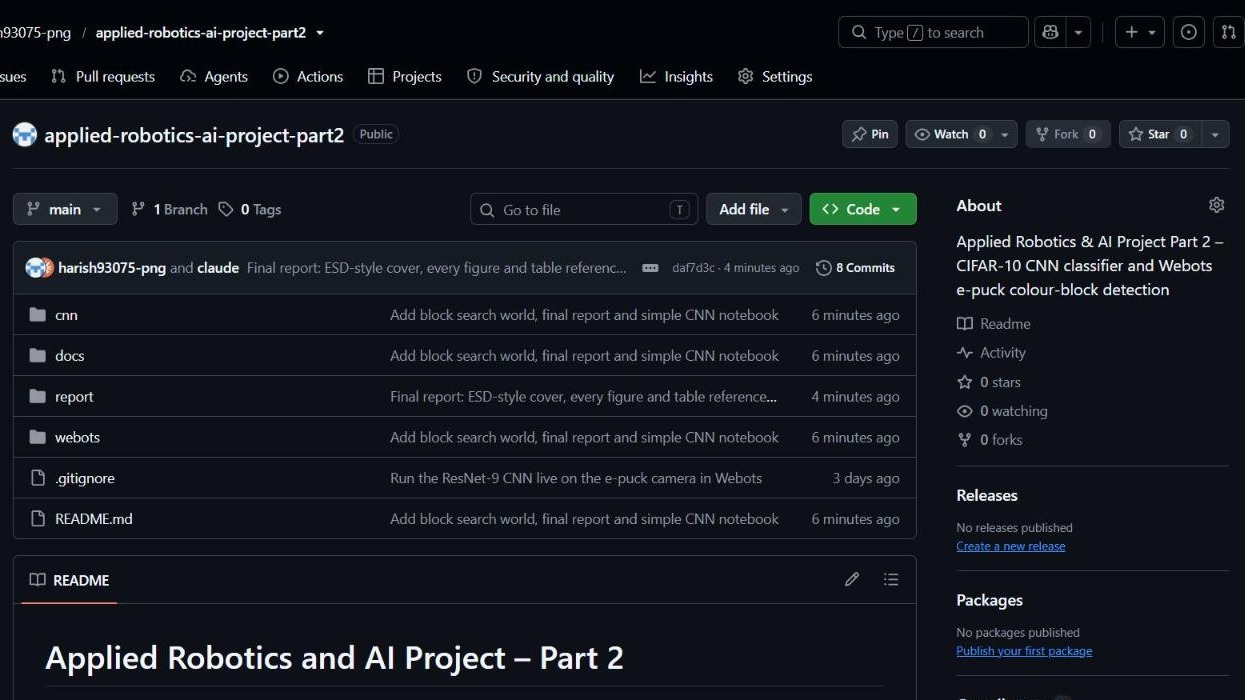 h93075-png / applied-robotics-ai-project-part2
Type / to search
sues Pull requests Agents Actions Projects Security and quality Insights Settings
applied-robotics-ai-project-part2 Public
Pin Watch 0 Fork 0 Star 0
main 1 Branch 0 Tags
Go to file T Add file Code
harish93075-png and claude Final report: ESD-style cover, every figure and table referenc... daf7d3c · 4 minutes ago 8 Commits
cnn Add block search world, final report and simple CNN notebook 6 minutes ago
docs Add block search world, final report and simple CNN notebook 6 minutes ago
report Final report: ESD-style cover, every figure and table reference... 4 minutes ago
webots Add block search world, final report and simple CNN notebook 6 minutes ago
.gitignore Run the ResNet-9 CNN live on the e-puck camera in Webots 3 days ago
README.md Add block search world, final report and simple CNN notebook 6 minutes ago
README
Applied Robotics and AI Project – Part 2
About
Applied Robotics & AI Project Part 2 –
CIFAR-10 CNN classifier and Webots
e-puck colour-block detection
Readme
Activity
0 stars
0 watching
0 forks
Releases
No releases published
Create a new release
Packages
No packages published
Publish your first package